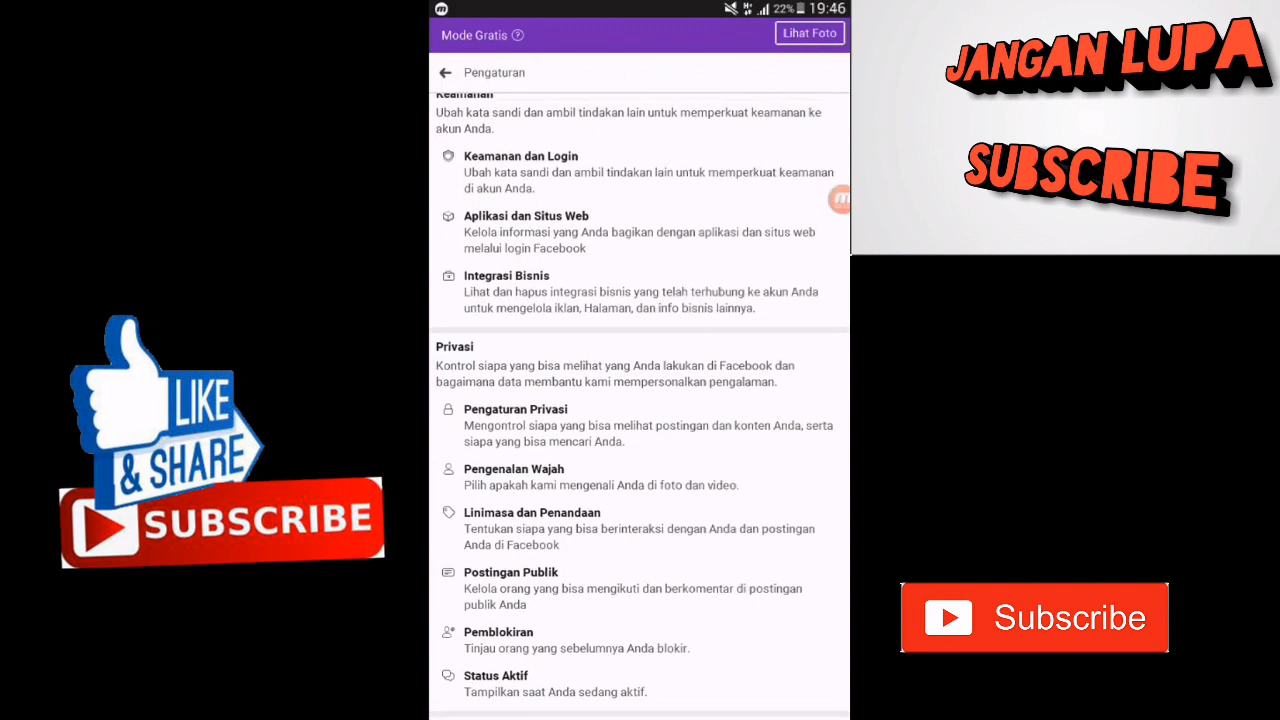 22% 19:46
Mode Gratis ?
Lihat Foto
Pengaturan
Keamanan
Ubah kata sandi dan ambil tindakan lain untuk memperkuat keamanan ke
akun Anda.
Keamanan dan Login
Ubah kata sandi dan ambil tindakan lain untuk memperkuat keamanan
di akun Anda.
Aplikasi dan Situs Web
Kelola informasi yang Anda bagikan dengan aplikasi dan situs web
melalui login Facebook
Integrasi Bisnis
Lihat dan hapus integrasi bisnis yang telah terhubung ke akun Anda
untuk mengelola iklan, Halaman, dan info bisnis lainnya.
Privasi
Kontrol siapa yang bisa melihat yang Anda lakukan di Facebook dan
bagaimana data membantu kami mempersonalkan pengalaman.
Pengaturan Privasi
Mengontrol siapa yang bisa melihat postingan dan konten Anda, serta
siapa yang bisa mencari Anda.
Pengenalan Wajah
Pilih apakah kami mengenali Anda di foto dan video.
Linimasa dan Penandaan
Tentukan siapa yang bisa berinteraksi dengan Anda dan postingan
Anda di Facebook
Postingan Publik
Kelola orang yang bisa mengikuti dan berkomentar di postingan
publik Anda
Pemblokiran
Tinjau orang yang sebelumnya Anda blokir.
Status Aktif
Tampilkan saat Anda sedang aktif.
LIKE
& SHARE
SUBSCRIBE
JANGAN LUPA
SUBSCRIBE
Subscribe